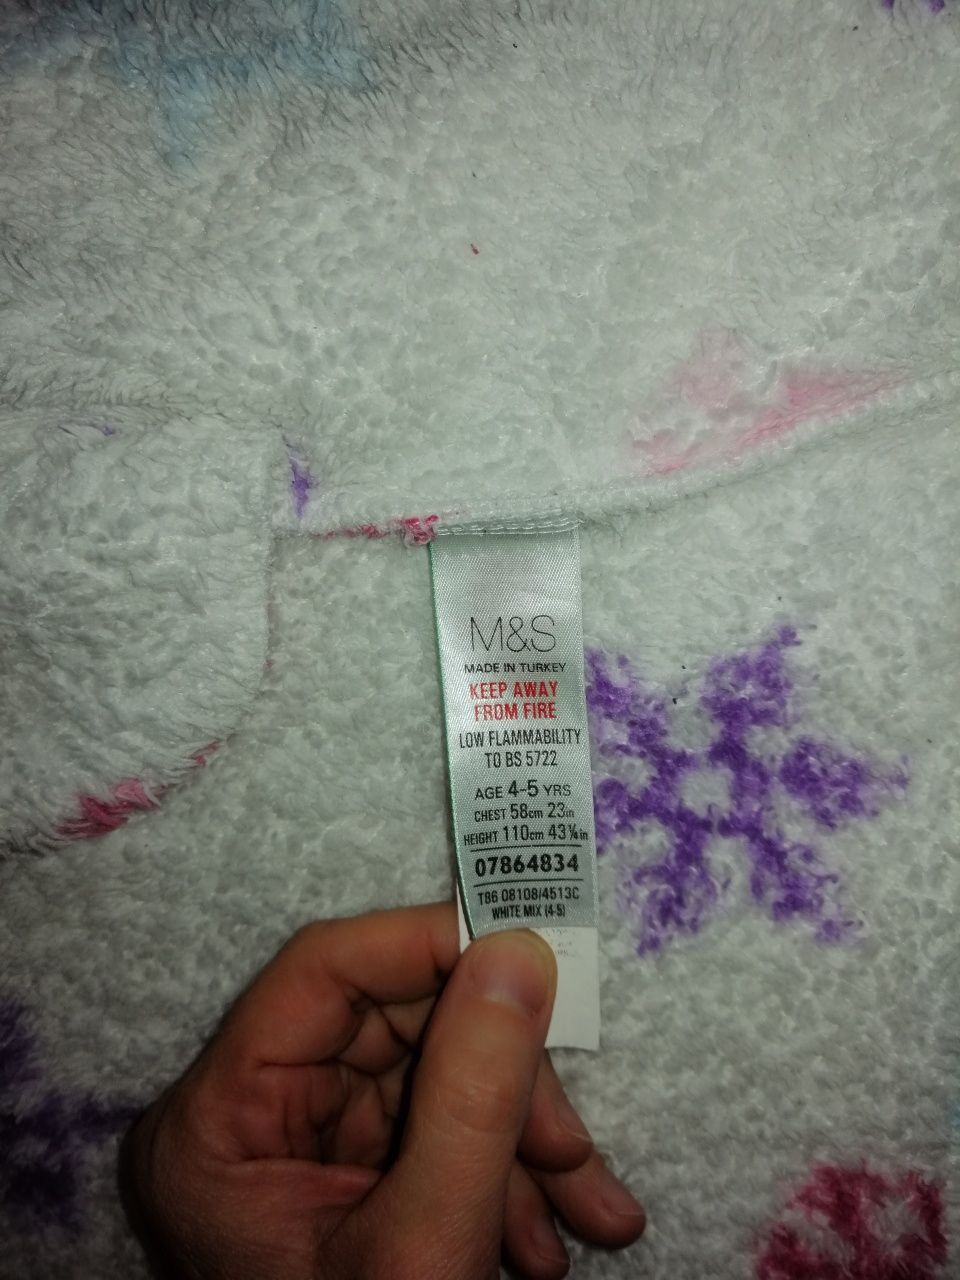 M&S
MADE IN TURKEY
KEEP AWAY
FROM FIRE
LOW FLAMMABILITY
TO BS 5722
AGE 4-5 YRS
CHEST 58cm 23in
HEIGHT 110cm 43¼in
07864834
T86 08108/4513C
WHITE MIX (4-5)